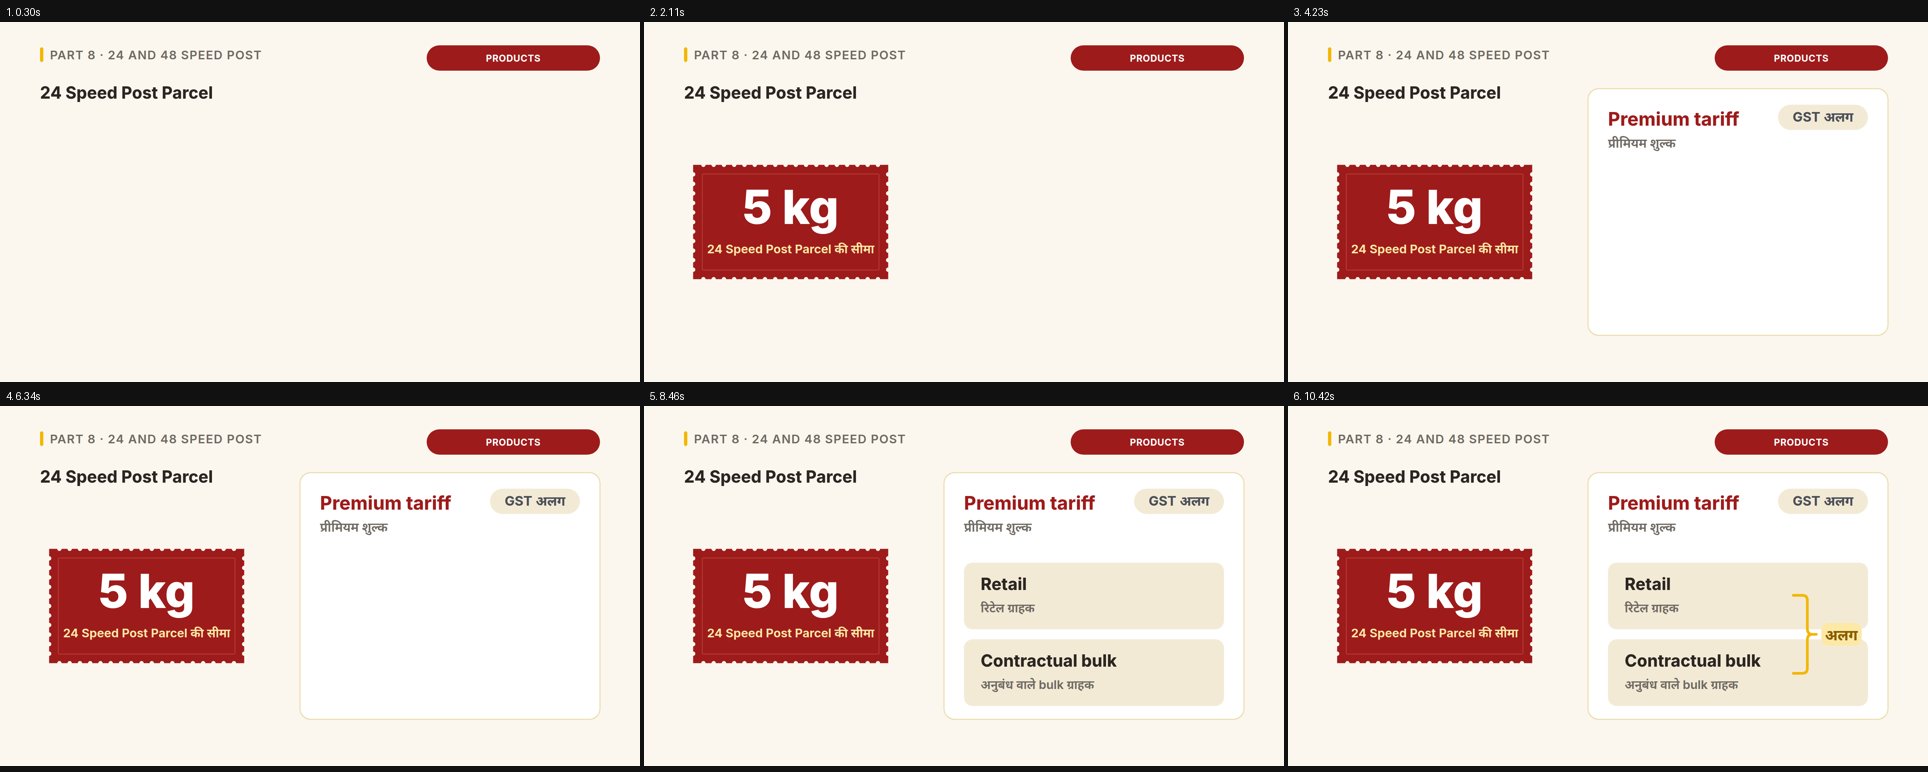 1. 0.30s
PART 8 · 24 AND 48 SPEED POST
PRODUCTS
24 Speed Post Parcel
2. 2.11s
PART 8 · 24 AND 48 SPEED POST
PRODUCTS
24 Speed Post Parcel
5 kg
24 Speed Post Parcel की सीमा
3. 4.23s
PART 8 · 24 AND 48 SPEED POST
PRODUCTS
24 Speed Post Parcel
Premium tariff
GST अलग
प्रीमियम शुल्क
5 kg
24 Speed Post Parcel की सीमा
4. 6.34s
PART 8 · 24 AND 48 SPEED POST
PRODUCTS
24 Speed Post Parcel
Premium tariff
GST अलग
प्रीमियम शुल्क
5 kg
24 Speed Post Parcel की सीमा
5. 8.46s
PART 8 · 24 AND 48 SPEED POST
PRODUCTS
24 Speed Post Parcel
Premium tariff
GST अलग
प्रीमियम शुल्क
5 kg
24 Speed Post Parcel की सीमा
Retail
रिटेल ग्राहक
Contractual bulk
अनुबंध वाले bulk ग्राहक
6. 10.42s
PART 8 · 24 AND 48 SPEED POST
PRODUCTS
24 Speed Post Parcel
Premium tariff
GST अलग
प्रीमियम शुल्क
5 kg
24 Speed Post Parcel की सीमा
Retail
रिटेल ग्राहक
अलग
Contractual bulk
अनुबंध वाले bulk ग्राहक